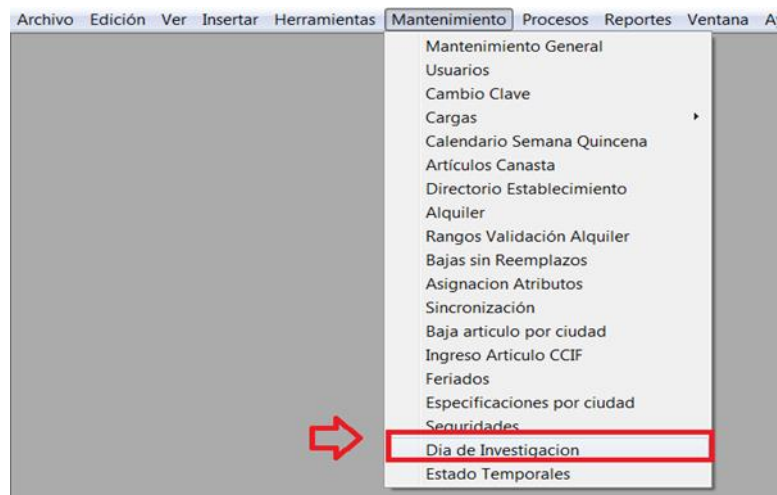 Archivo Edición Ver Insertar Herramientas Mantenimiento Procesos Reportes Ventana
Mantenimiento General
Usuarios
Cambio Clave
Cargas
Calendario Semana Quincena
Artículos Canasta
Directorio Establecimiento
Alquiler
Rangos Validación Alquiler
Bajas sin Reemplazos
Asignacion Atributos
Sincronización
Baja articulo por ciudad
Ingreso Articulo CCIF
Feriados
Especificaciones por ciudad
Seguridades
Dia de Investigacion
Estado Temporales